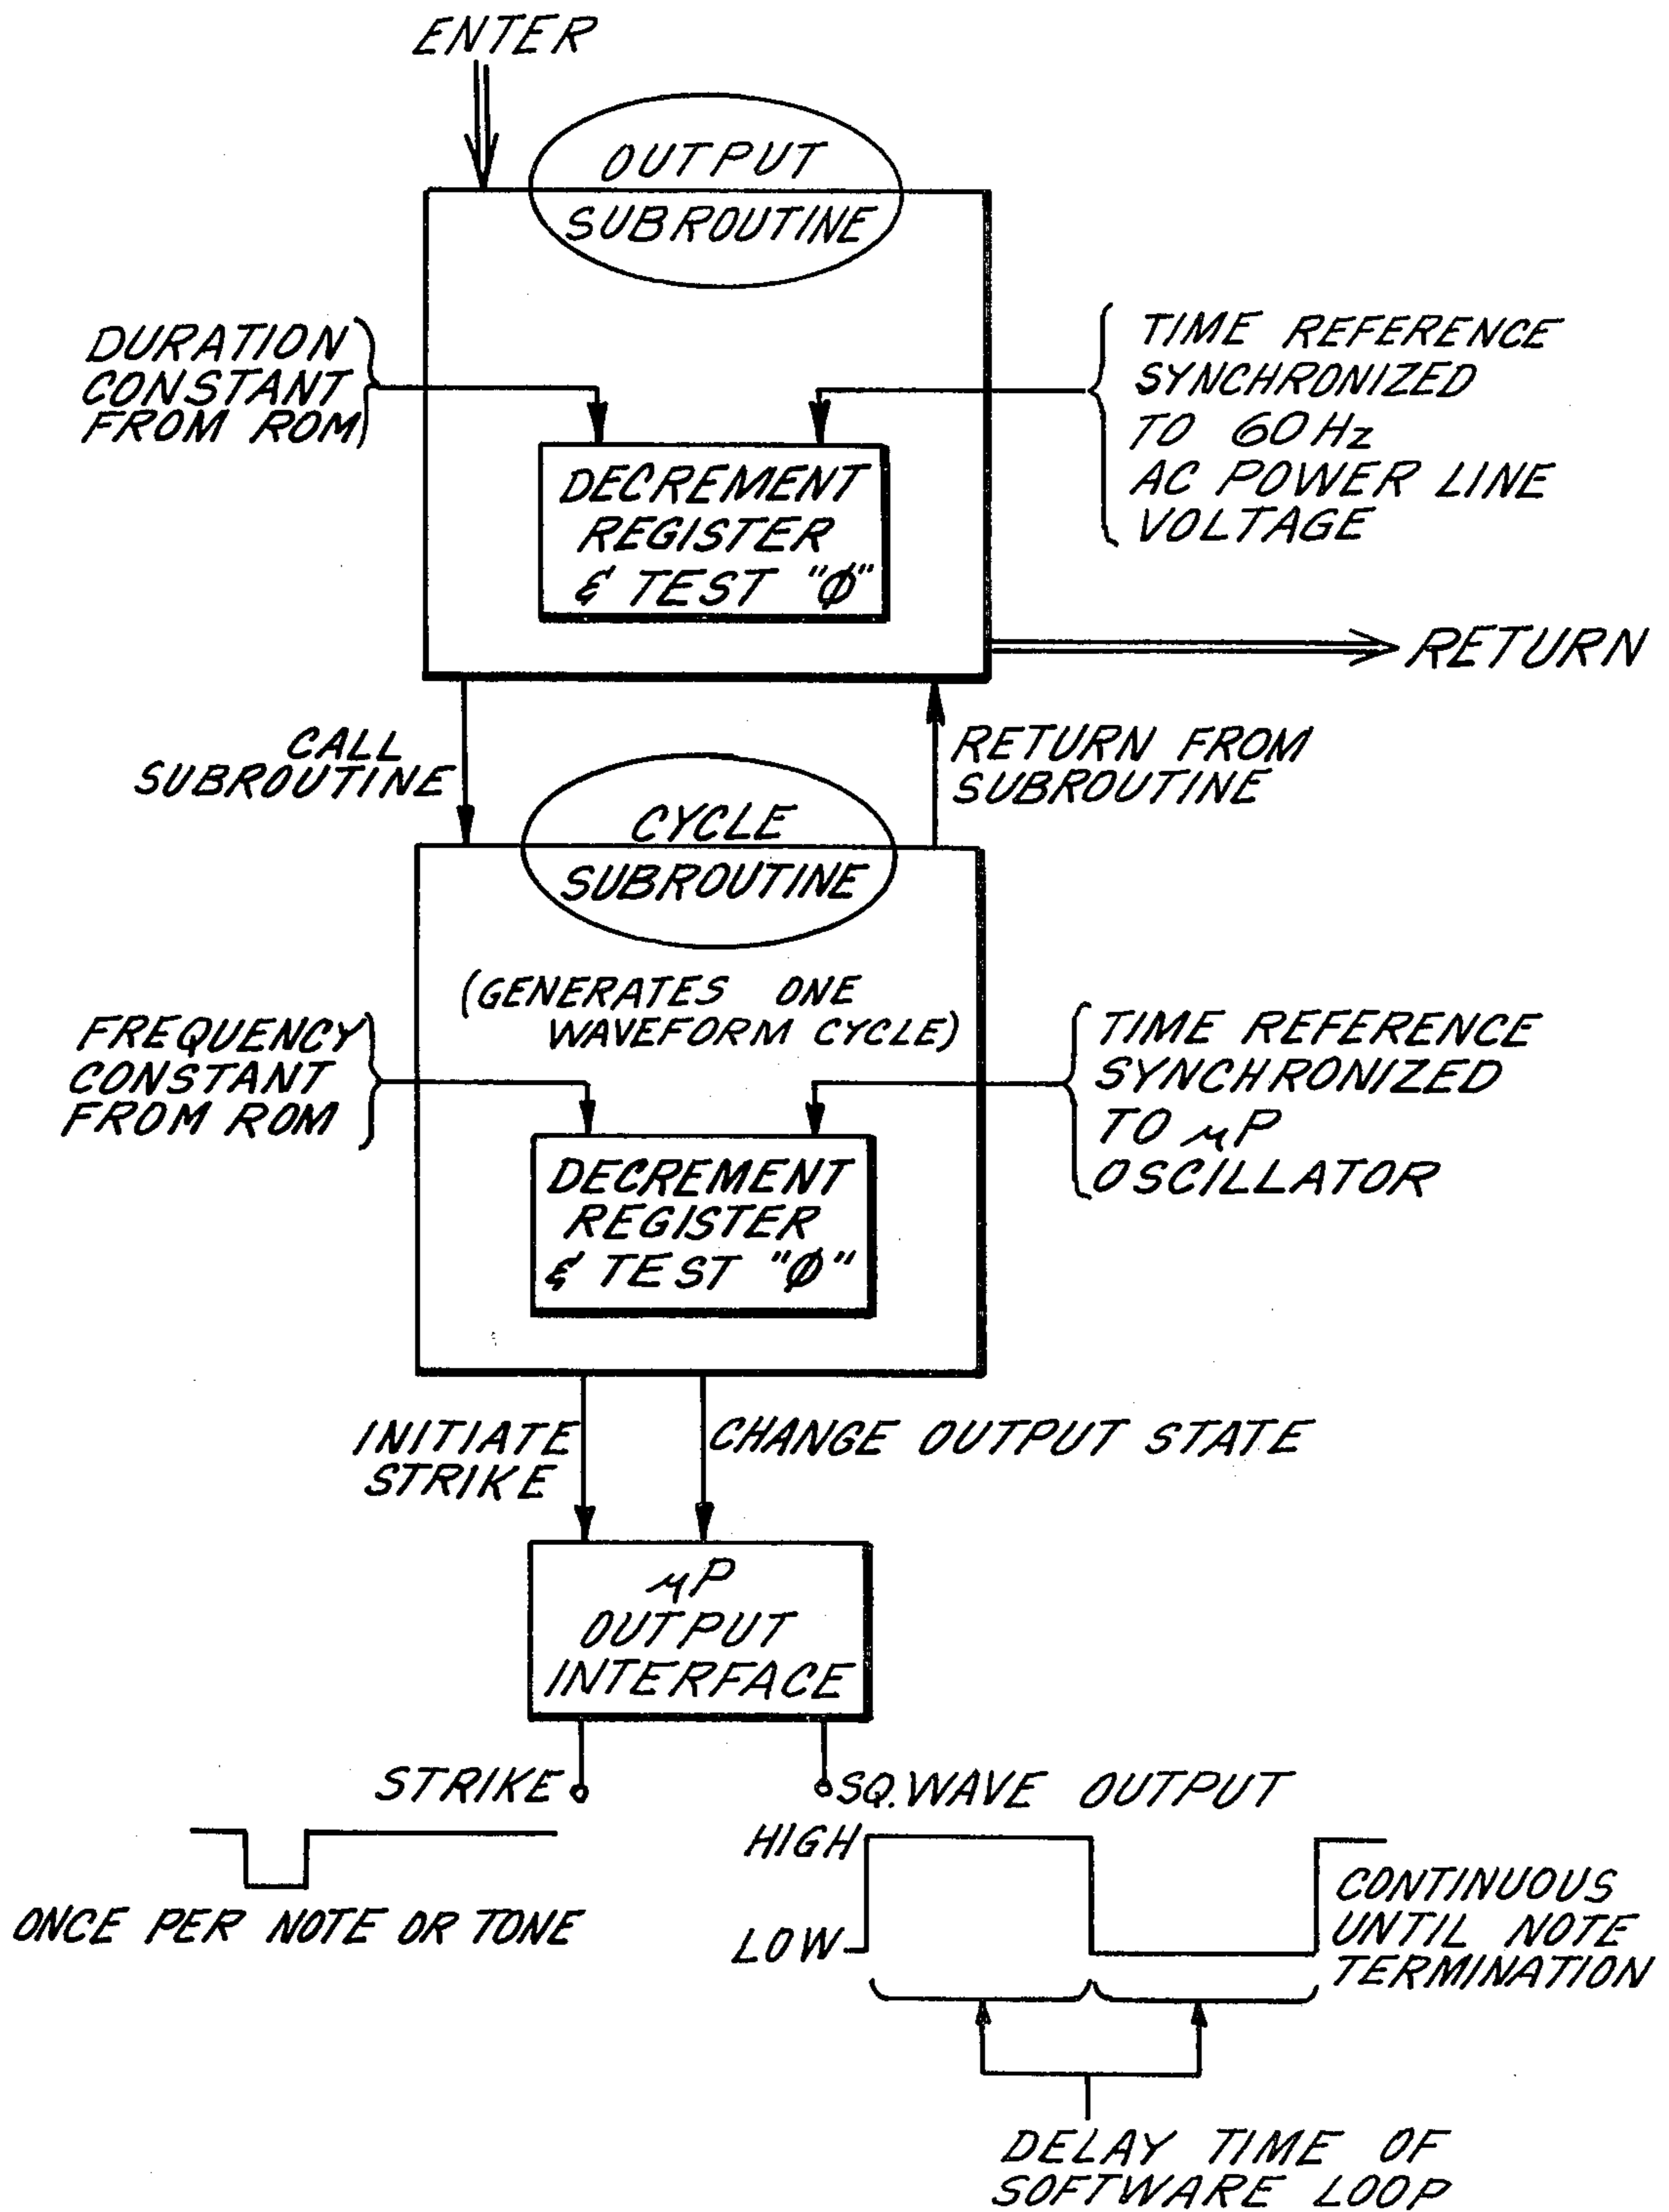 ENTER
OUTPUT
SUBROUTINE
DURATION
CONSTANT
FROM ROM
TIME REFERENCE
SYNCHRONIZED
TO 60 Hz
AC POWER LINE
VOLTAGE
DECREMENT
REGISTER
& TEST "Ø"
RETURN
CALL
SUBROUTINE
RETURN FROM
SUBROUTINE
CYCLE
SUBROUTINE
(GENERATES ONE
WAVEFORM CYCLE)
FREQUENCY
CONSTANT
FROM ROM
TIME REFERENCE
SYNCHRONIZED
TO μP
OSCILLATOR
DECREMENT
REGISTER
& TEST "Ø"
INITIATE
STRIKE
CHANGE OUTPUT STATE
μP
OUTPUT
INTERFACE
STRIKE
SQ.WAVE OUTPUT
HIGH
LOW
ONCE PER NOTE OR TONE
CONTINUOUS
UNTIL NOTE
TERMINATION
DELAY TIME OF
SOFTWARE LOOP